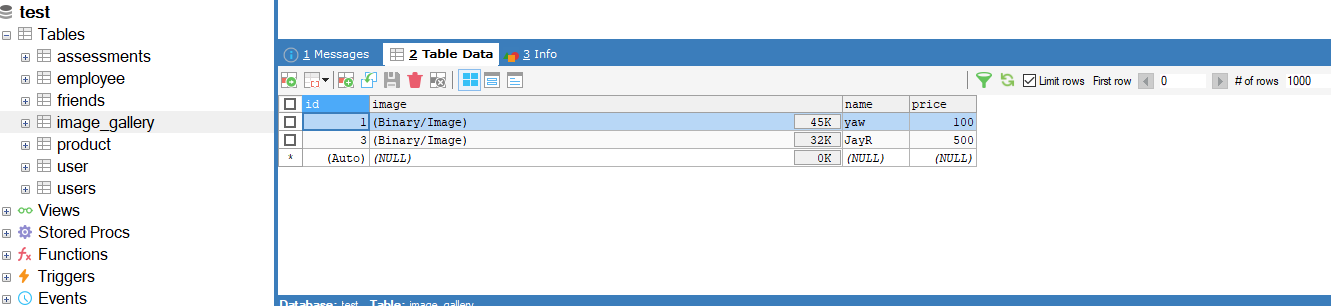 test
Tables
assessments
employee
friends
image_gallery
product
user
users
Views
Stored Procs
Functions
Triggers
Events
1 Messages 2 Table Data 3 Info
Limit rows First row 0 # of rows 1000
id image name price
1 (Binary/Image) 45K yaw 100
3 (Binary/Image) 32K JayR 500
* (Auto) (NULL) 0K (NULL) (NULL)
Database: test Table: image_gallery